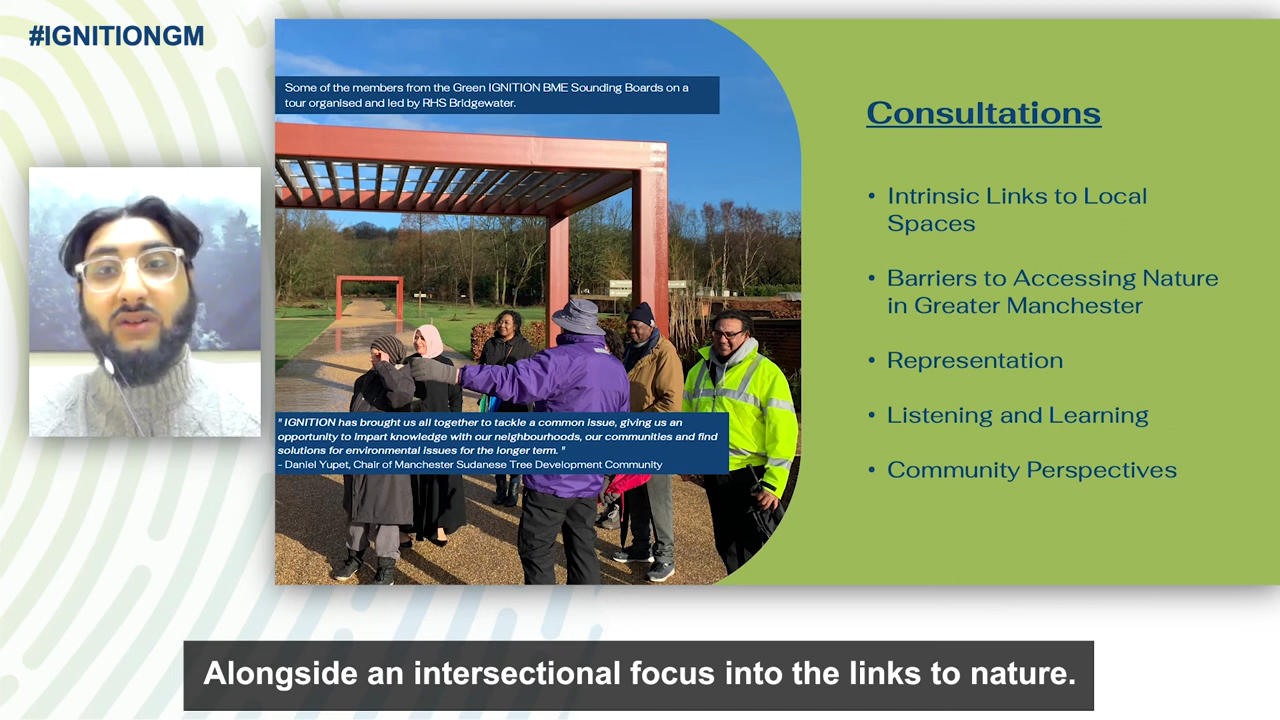 #IGNITIONGM
Some of the members from the Green IGNITION BME Sounding Boards on a
tour organised and led by RHS Bridgewater.
" IGNITION has brought us all together to tackle a common issue, giving us an
opportunity to impart knowledge with our neighbourhoods, our communities and find
solutions for environmental issues for the longer term. "
- Daniel Yupet, Chair of Manchester Sudanese Tree Development Community
Consultations
• Intrinsic Links to Local
Spaces
• Barriers to Accessing Nature
in Greater Manchester
• Representation
• Listening and Learning
• Community Perspectives
Alongside an intersectional focus into the links to nature.